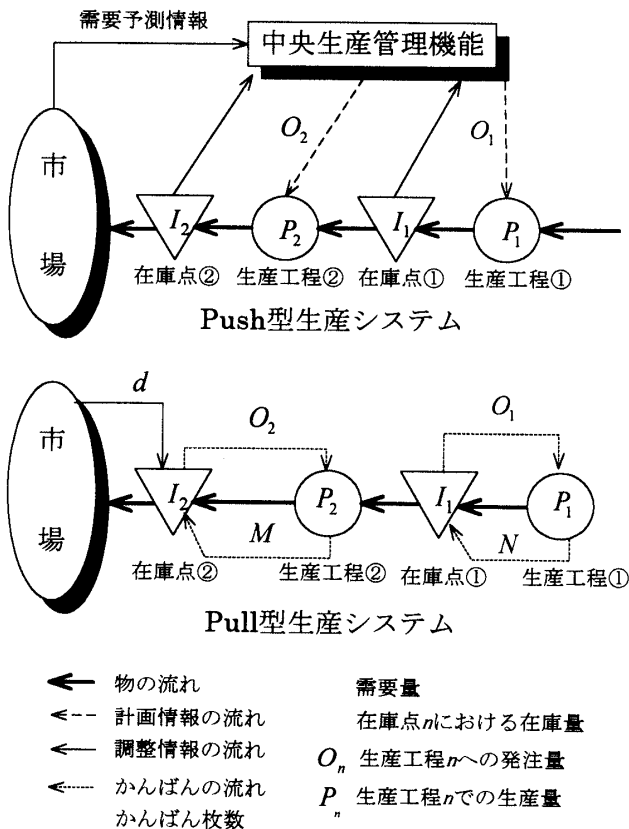 需要予測情報
中央生産管理機能
O2
O1
市
場
I2
P2
I1
P1
在庫点②
生産工程②
在庫点①
生産工程①
Push型生産システム
d
O2
O1
市
場
I2
P2
I1
P1
M
N
在庫点②
生産工程②
在庫点①
生産工程①
Pull型生産システム
物の流れ
計画情報の流れ
調整情報の流れ
かんばんの流れ
かんばん枚数
需要量
在庫点nにおける在庫量
On 生産工程nへの発注量
Pn 生産工程nでの生産量